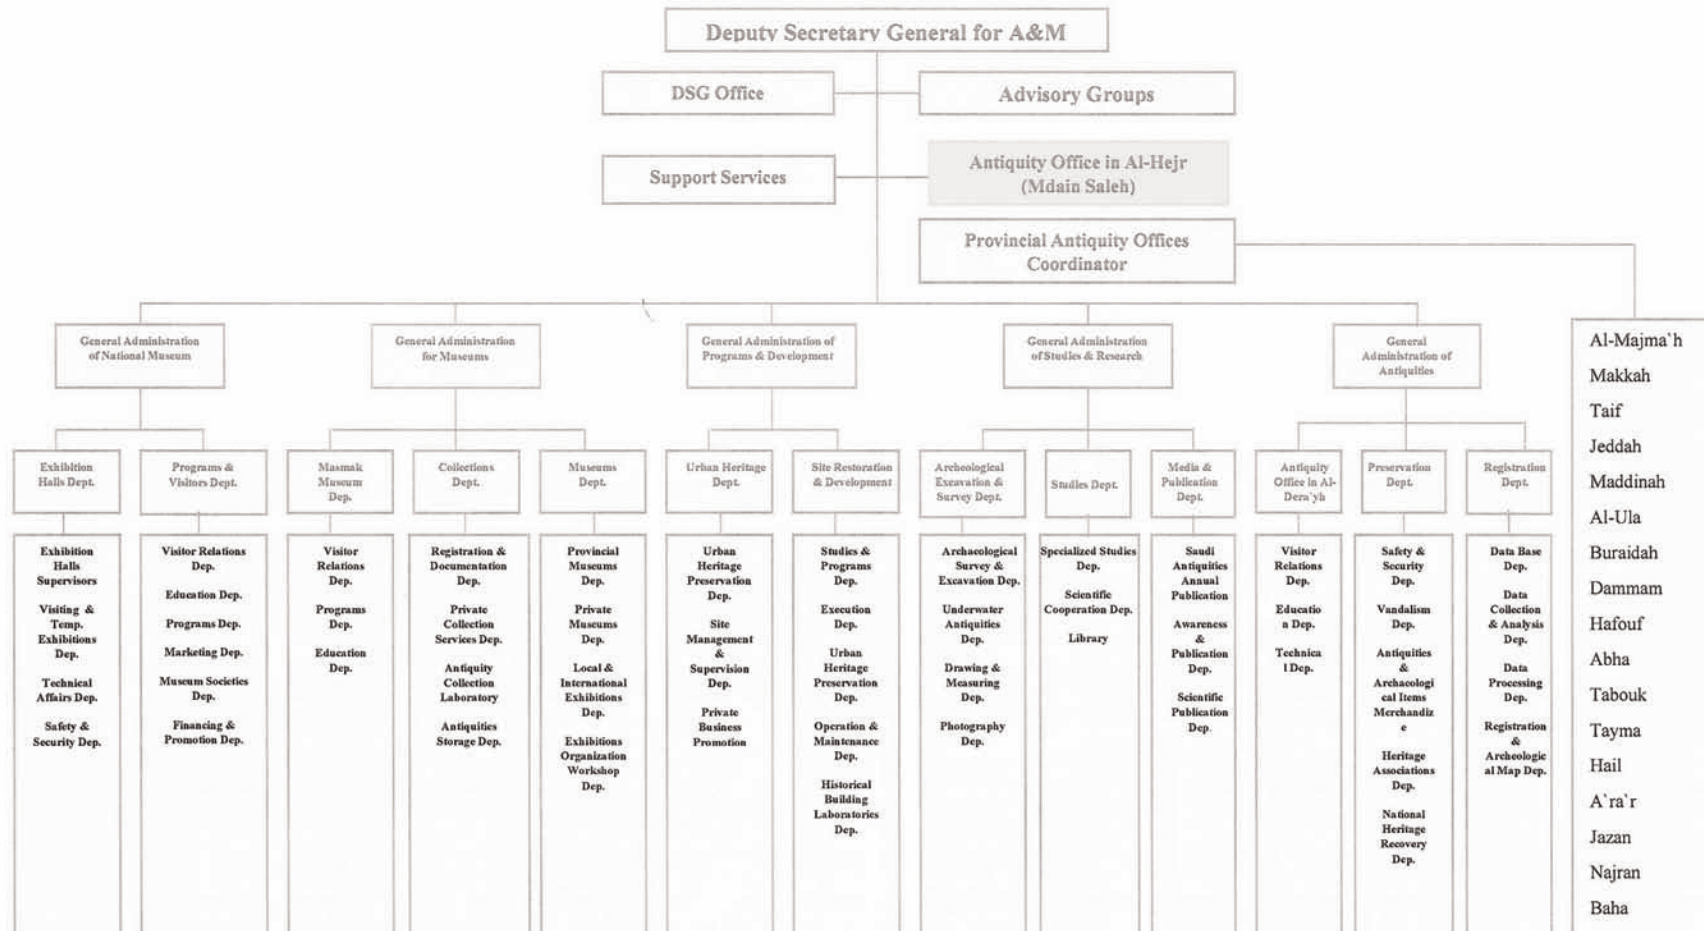 Deputy Secretary General for A&M
DSG Office
Advisory Groups
Support Services
Antiquity Office in Al-Hejr
(Mdain Saleh)
Provincial Antiquity Offices
Coordinator
General Administration
of National Museum
General Administration
for Museums
General Administration of
Programs & Development
General Administration
of Studies & Research
General
Administration of
Antiquities
Exhibition
Halls Dept.
Programs &
Visitors Dept.
Masmak
Museum
Dep.
Collections
Dept.
Museums
Dept.
Urban Heritage
Dept.
Site Restoration
& Development
Archeological
Excavation &
Survey Dept.
Studies Dept.
Media &
Publication
Dept.
Antiquity
Office in Al-
Dera`yh
Preservation
Dept.
Registration
Dept.
Exhibition
Halls
Supervisors
Visiting &
Temp.
Exhibitions
Dep.
Technical
Affairs Dep.
Safety &
Security Dep.
Visitor Relations
Dep.
Education Dep.
Programs Dep.
Marketing Dep.
Museum Societies
Dep.
Financing &
Promotion Dep.
Visitor
Relations
Dep.
Programs
Dep.
Education
Dep.
Registration &
Documentation
Dep.
Private
Collection
Services Dep.
Antiquity
Collection
Laboratory
Antiquities
Storage Dep.
Provincial
Museums
Dep.
Private
Museums
Dep.
Local &
International
Exhibitions
Dep.
Exhibitions
Organization
Workshop
Dep.
Urban
Heritage
Preservation
Dep.
Site
Management
&
Supervision
Dep.
Private
Business
Promotion
Studies &
Programs
Dep.
Execution
Dep.
Urban
Heritage
Preservation
Dep.
Operation &
Maintenance
Dep.
Historical
Building
Laboratories
Dep.
Archaeological
Survey &
Excavation Dep.
Underwater
Antiquities
Dep.
Drawing &
Measuring
Dep.
Photography
Dep.
Specialized Studies
Dep.
Scientific
Cooperation Dep.
Library
Saudi
Antiquities
Annual
Publication
Awareness
&
Publication
Dep.
Scientific
Publication
Dep.
Visitor
Relations
Dep.
Educatio
n Dep.
Technica
l Dep.
Safety &
Security
Dep.
Vandalism
Dep.
Antiquities
&
Archaeologi
cal Items
Merchandiz
e
Heritage
Associations
Dep.
National
Heritage
Recovery
Dep.
Data Base
Dep.
Data
Collection
& Analysis
Dep.
Data
Processing
Dep.
Registration
&
Archeologic
al Map Dep.
Al-Majma`h
Makkah
Taif
Jeddah
Maddinah
Al-Ula
Buraidah
Dammam
Hafouf
Abha
Tabouk
Tayma
Hail
A`ra`r
Jazan
Najran
Baha